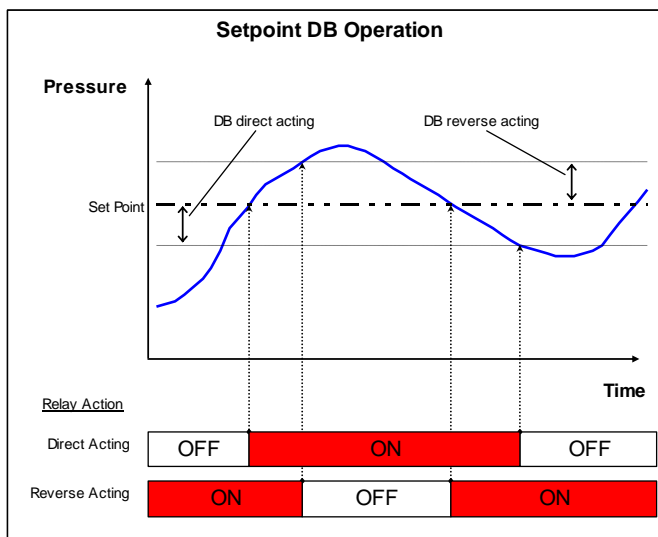 Setpoint DB Operation
Pressure
DB direct acting
DB reverse acting
Set Point
Time
Relay Action
Direct Acting
OFF
ON
OFF
Reverse Acting
ON
OFF
ON